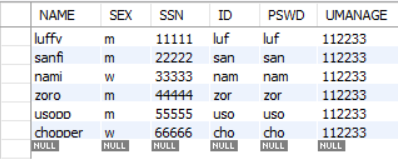 NAME SEX SSN ID PSWD UMANAGE
luffy m 11111 luf luf 112233
sanfi m 22222 san san 112233
nami w 33333 nam nam 112233
zoro m 44444 zor zor 112233
usopp m 55555 uso uso 112233
chopper w 66666 cho cho 112233
NULL NULL NULL NULL NULL NULL